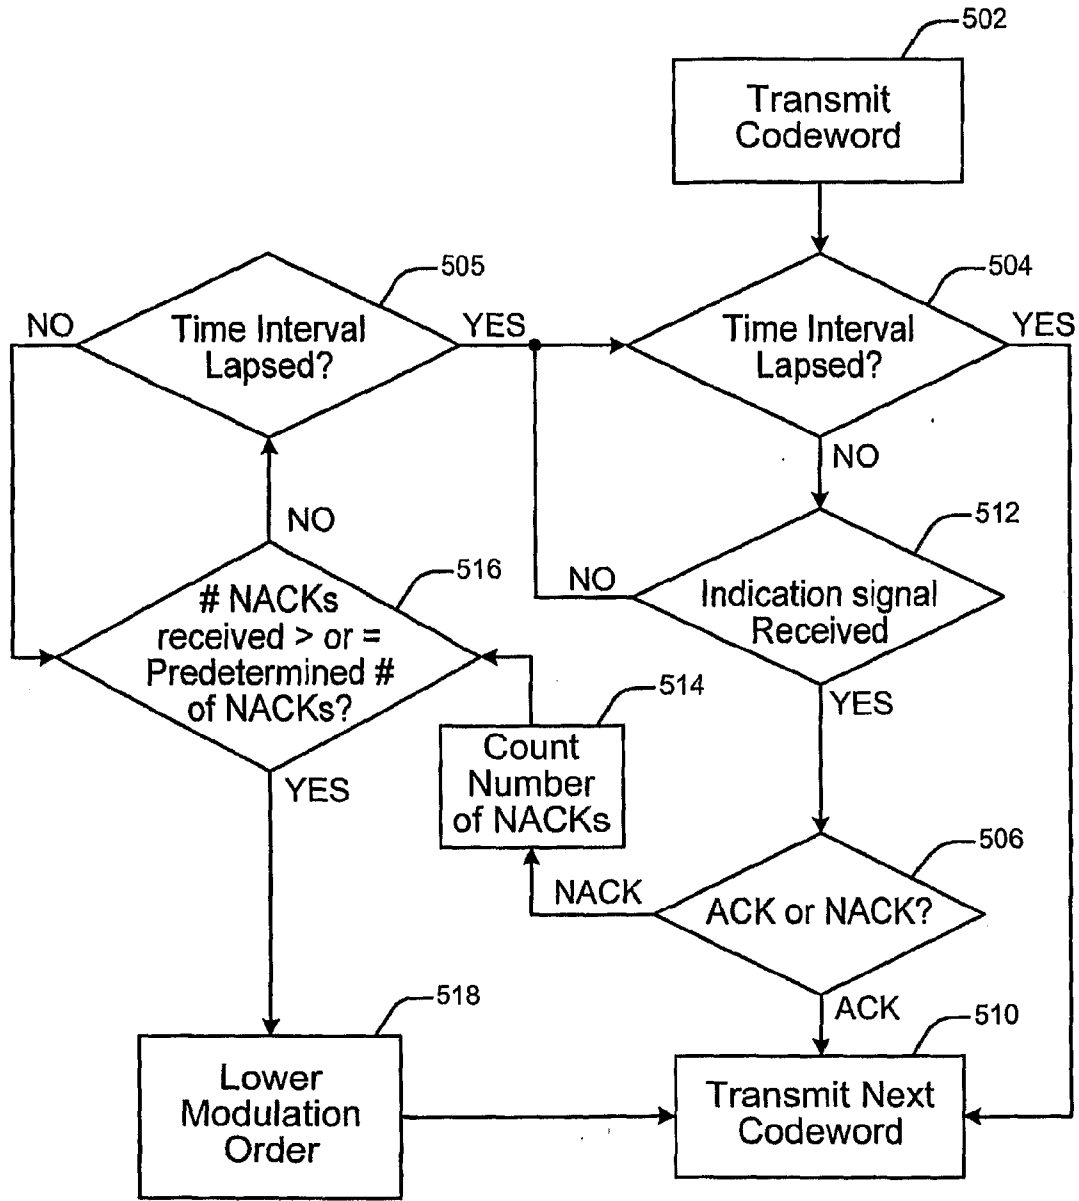 502
Transmit
Codeword
505
504
NO
Time Interval
Lapsed?
YES
Time Interval
Lapsed?
YES
NO
NO
512
516
NO
Indication signal
Received
# NACKs
received > or =
Predetermined #
of NACKs?
514
YES
Count
Number
of NACKs
YES
506
NACK
ACK or NACK?
518
ACK
510
Lower
Modulation
Order
Transmit Next
Codeword